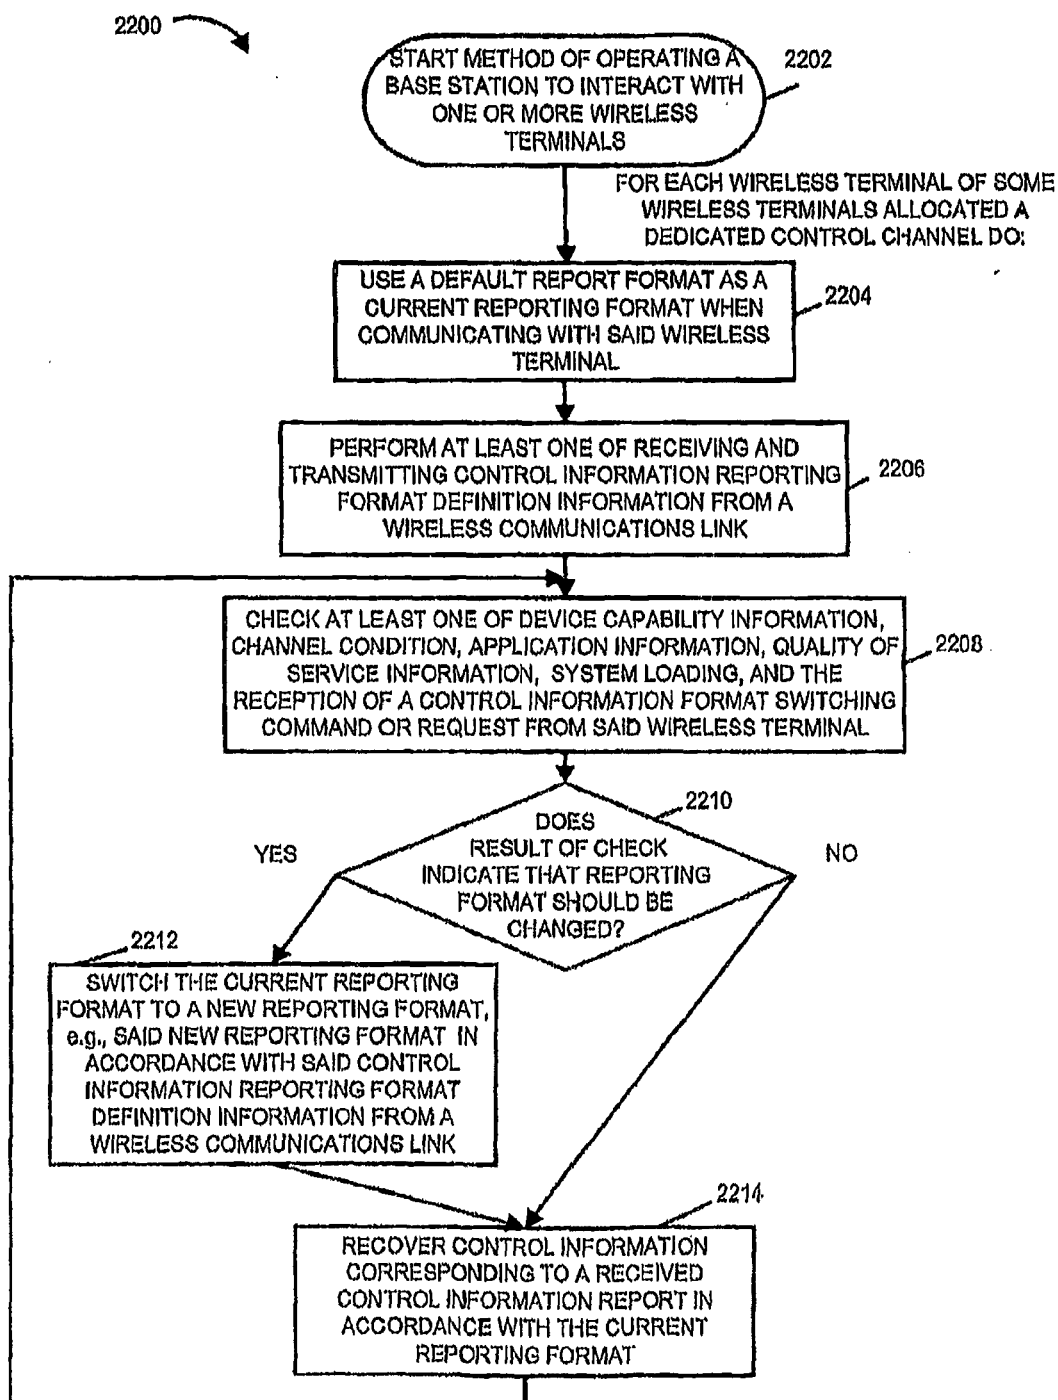 2200
START METHOD OF OPERATING A
BASE STATION TO INTERACT WITH
ONE OR MORE WIRELESS
TERMINALS
2202
FOR EACH WIRELESS TERMINAL OF SOME
WIRELESS TERMINALS ALLOCATED A
DEDICATED CONTROL CHANNEL DO:
USE A DEFAULT REPORT FORMAT AS A
CURRENT REPORTING FORMAT WHEN
COMMUNICATING WITH SAID WIRELESS
TERMINAL
2204
PERFORM AT LEAST ONE OF RECEIVING AND
TRANSMITTING CONTROL INFORMATION REPORTING
FORMAT DEFINITION INFORMATION FROM A
WIRELESS COMMUNICATIONS LINK
2206
CHECK AT LEAST ONE OF DEVICE CAPABILITY INFORMATION,
CHANNEL CONDITION, APPLICATION INFORMATION, QUALITY OF
SERVICE INFORMATION, SYSTEM LOADING, AND THE
RECEPTION OF A CONTROL INFORMATION FORMAT SWITCHING
COMMAND OR REQUEST FROM SAID WIRELESS TERMINAL
2208
2210
DOES
RESULT OF CHECK
INDICATE THAT REPORTING
FORMAT SHOULD BE
CHANGED?
YES
NO
2212
SWITCH THE CURRENT REPORTING
FORMAT TO A NEW REPORTING FORMAT,
e.g., SAID NEW REPORTING FORMAT IN
ACCORDANCE WITH SAID CONTROL
INFORMATION REPORTING FORMAT
DEFINITION INFORMATION FROM A
WIRELESS COMMUNICATIONS LINK
2214
RECOVER CONTROL INFORMATION
CORRESPONDING TO A RECEIVED
CONTROL INFORMATION REPORT IN
ACCORDANCE WITH THE CURRENT
REPORTING FORMAT